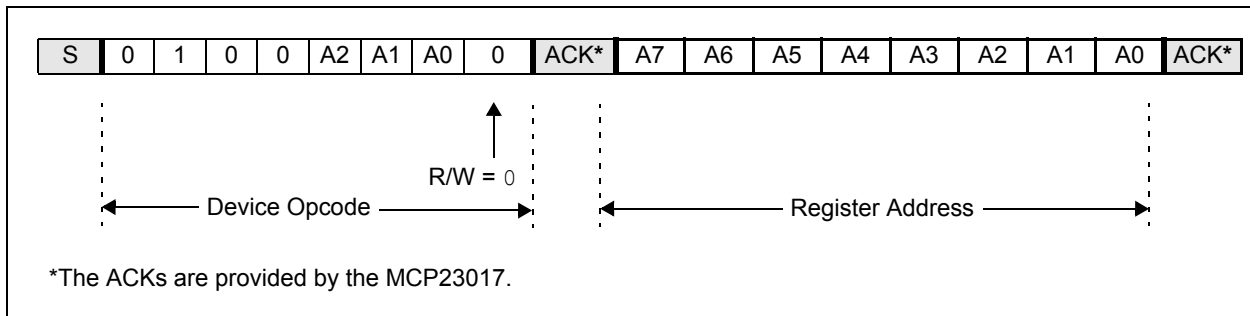 S 0 1 0 0 A2 A1 A0 0 ACK* A7 A6 A5 A4 A3 A2 A1 A0 ACK*
R/W = 0
Device Opcode
Register Address
*The ACKs are provided by the MCP23017.